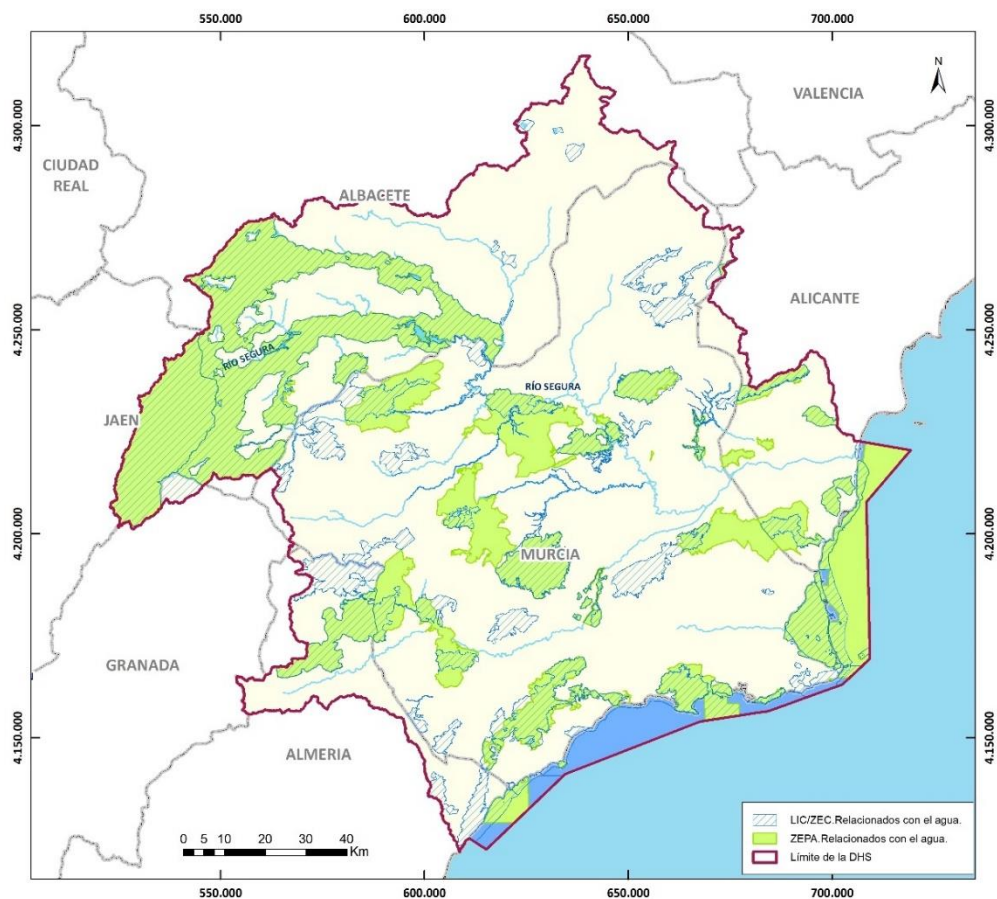 550.000 600.000 650.000 700.000
N
VALENCIA
4.300.000 4.300.000
CIUDAD
REAL
ALBACETE
ALICANTE
4.250.000 4.250.000
RÍO SEGURA
RÍO SEGURA
JAEN
4.200.000 4.200.000
MURCIA
GRANADA
4.150.000 4.150.000
ALMERIA
LIC/ZEC.Relacionados con el agua.
ZEPA.Relacionados con el agua.
Límite de la DHS
0 5 10 20 30 40
Km
550.000 600.000 650.000 700.000